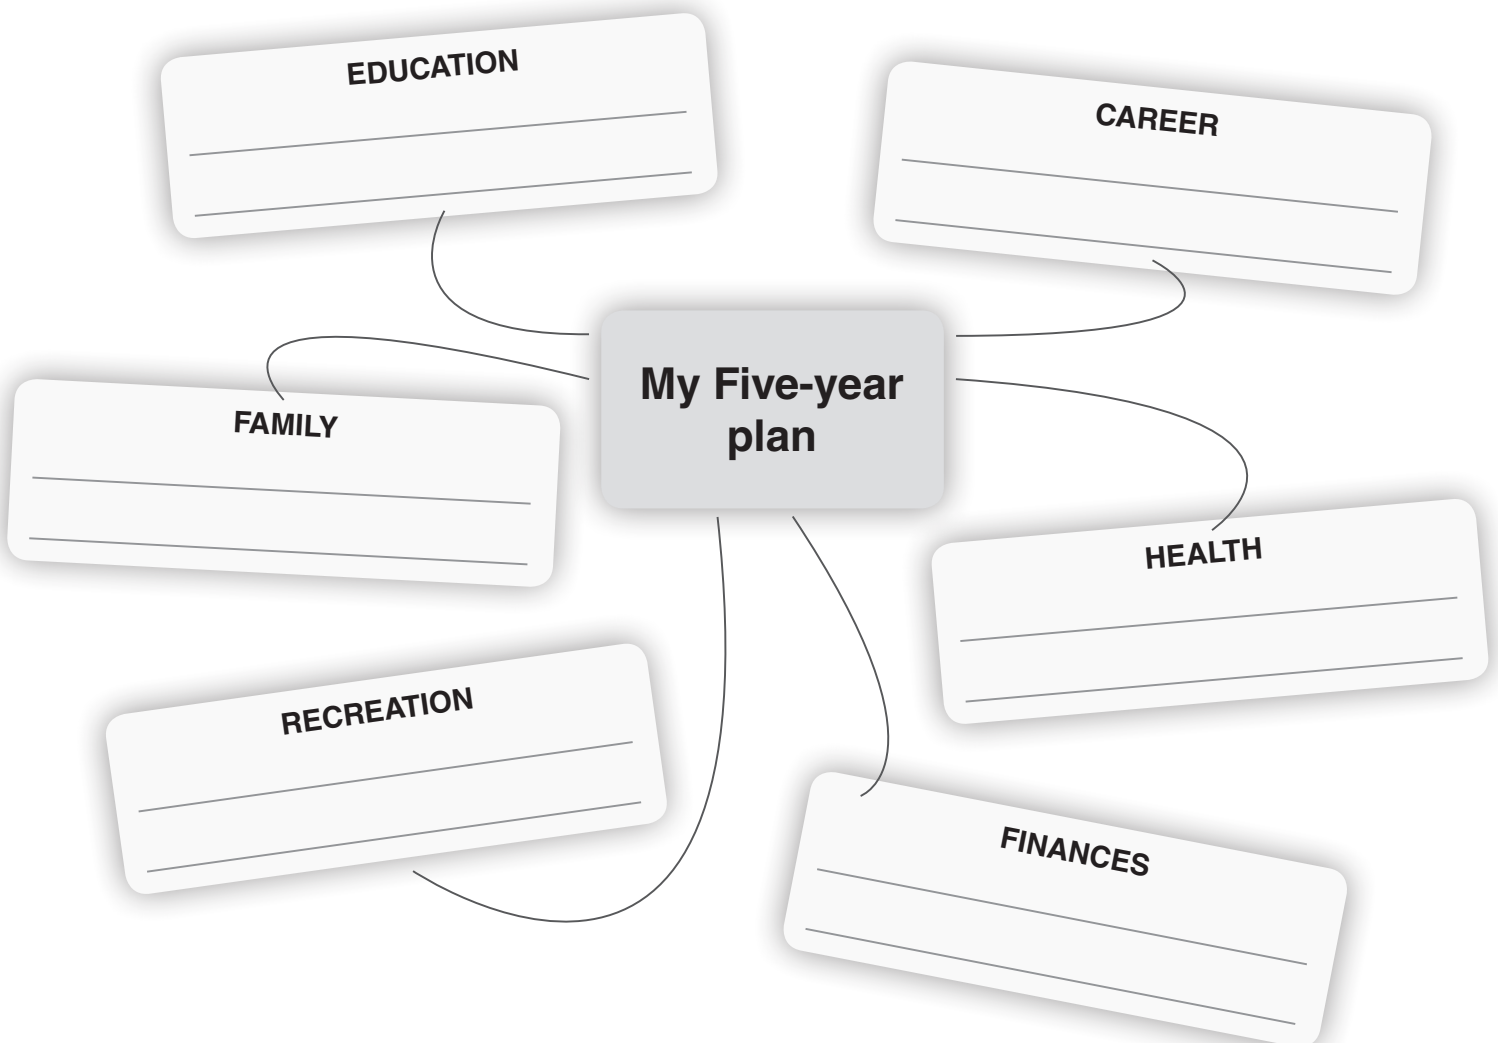 EDUCATION
CAREER
My Five-year
plan
FAMILY
HEALTH
RECREATION
FINANCES